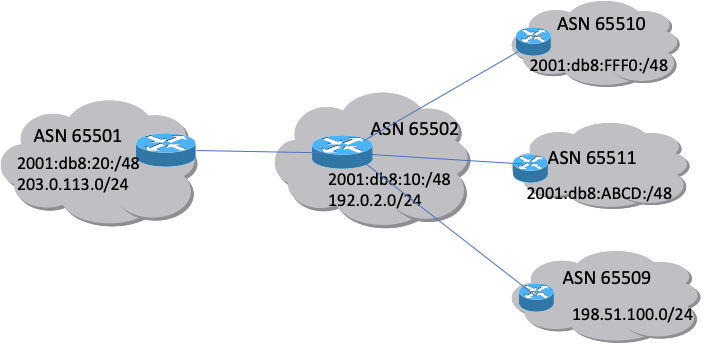 ASN 65501
2001:db8:20:/48
203.0.113.0/24
ASN 65502
2001:db8:10:/48
192.0.2.0/24
ASN 65510
2001:db8:FFF0:/48
ASN 65511
2001:db8:ABCD:/48
ASN 65509
198.51.100.0/24